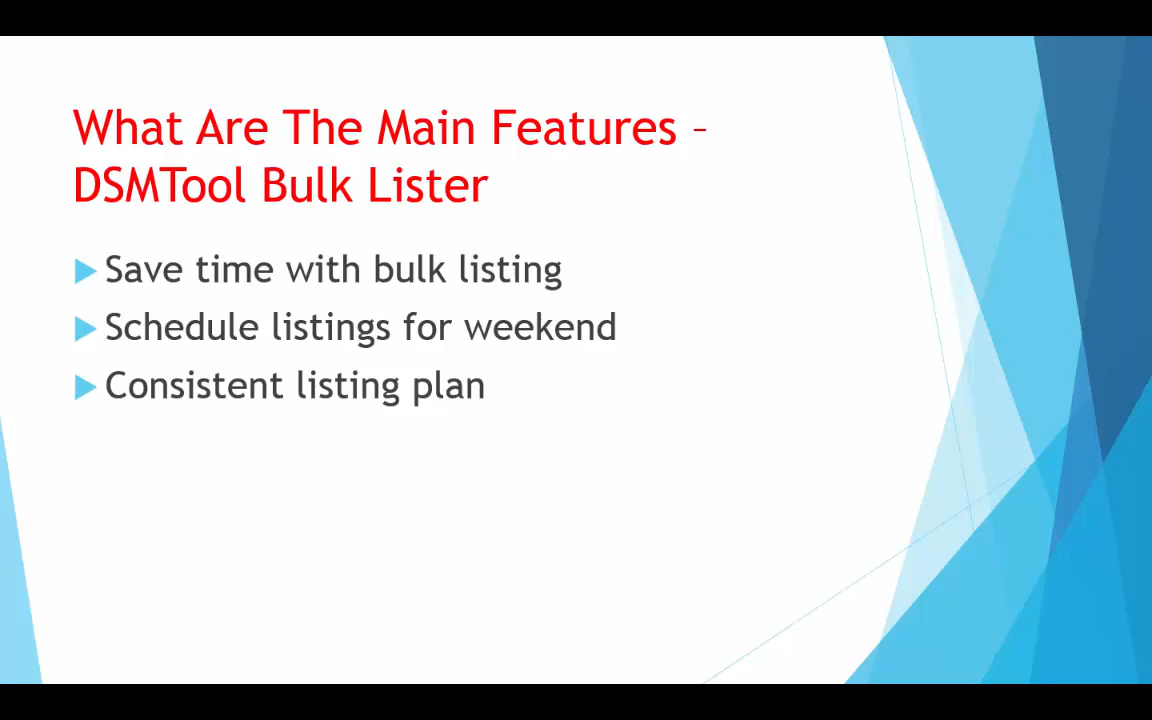 What Are The Main Features –
DSMTool Bulk Lister
Save time with bulk listing
Schedule listings for weekend
Consistent listing plan